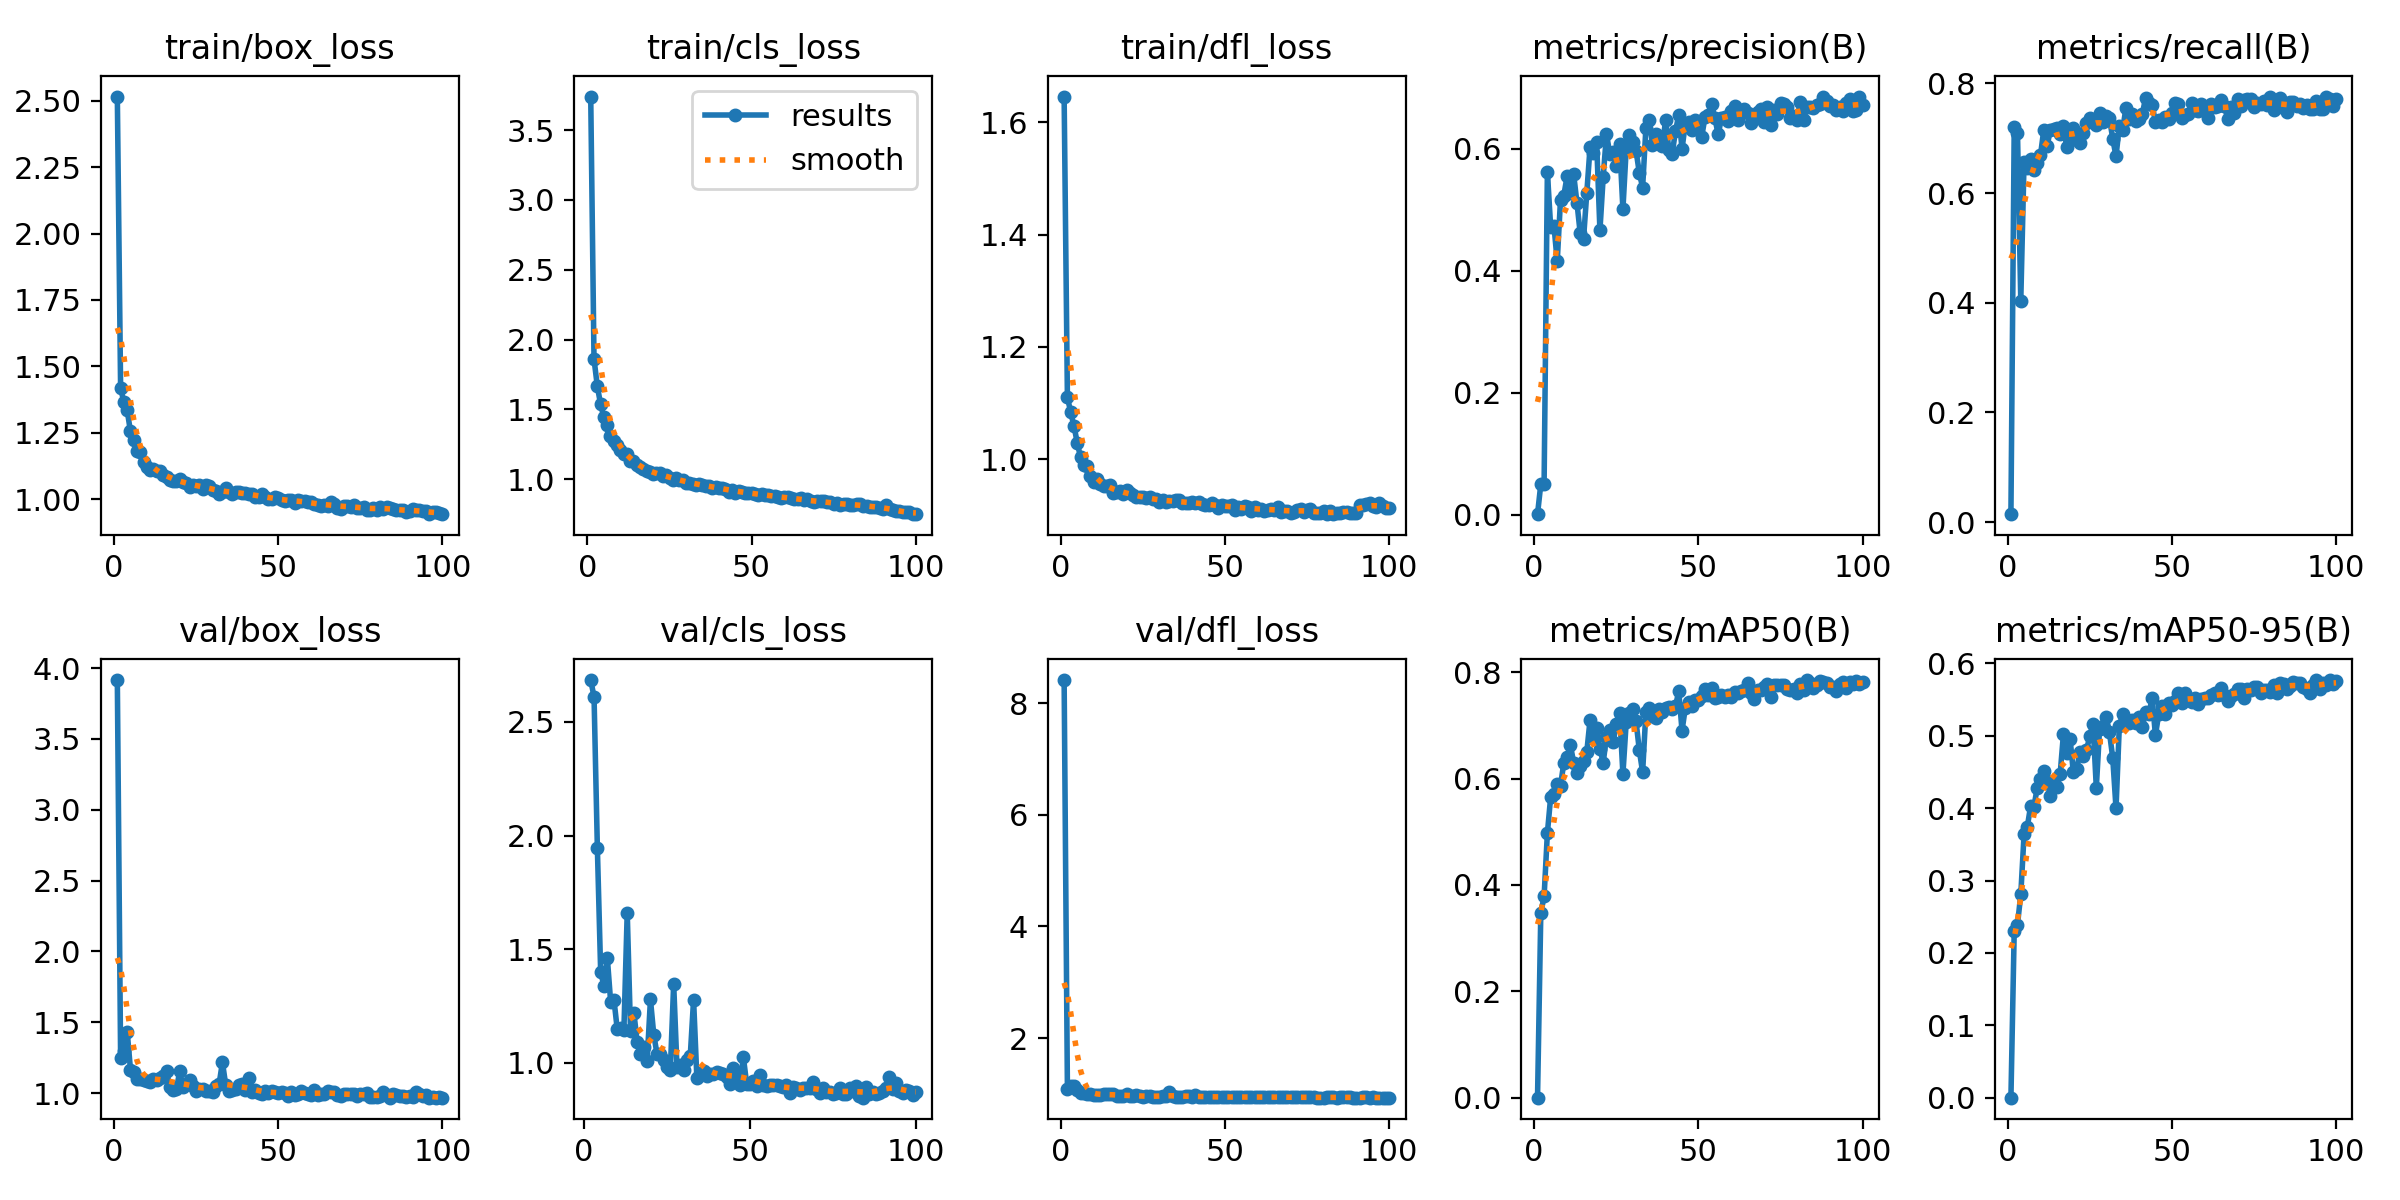 train/box_loss
2.50
2.25
2.00
1.75
1.50
1.25
1.00
0 50 100
train/cls_loss
results
smooth
3.5
3.0
2.5
2.0
1.5
1.0
0 50 100
train/dfl_loss
1.6
1.4
1.2
1.0
0 50 100
metrics/precision(B)
0.6
0.4
0.2
0.0
0 50 100
metrics/recall(B)
0.8
0.6
0.4
0.2
0.0
0 50 100
val/box_loss
4.0
3.5
3.0
2.5
2.0
1.5
1.0
0 50 100
val/cls_loss
2.5
2.0
1.5
1.0
0 50 100
val/dfl_loss
8
6
4
2
0 50 100
metrics/mAP50(B)
0.8
0.6
0.4
0.2
0.0
0 50 100
metrics/mAP50-95(B)
0.6
0.5
0.4
0.3
0.2
0.1
0.0
0 50 100